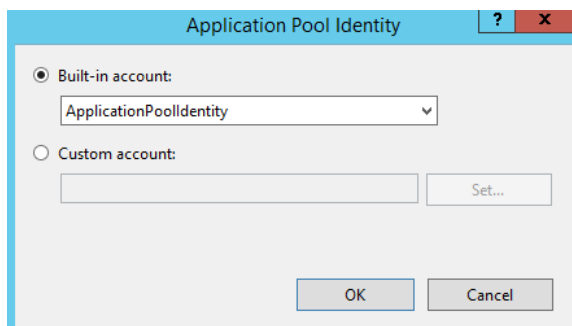 Application Pool Identity
? x
Built-in account:
ApplicationPoolIdentity
Custom account:
Set...
OK Cancel